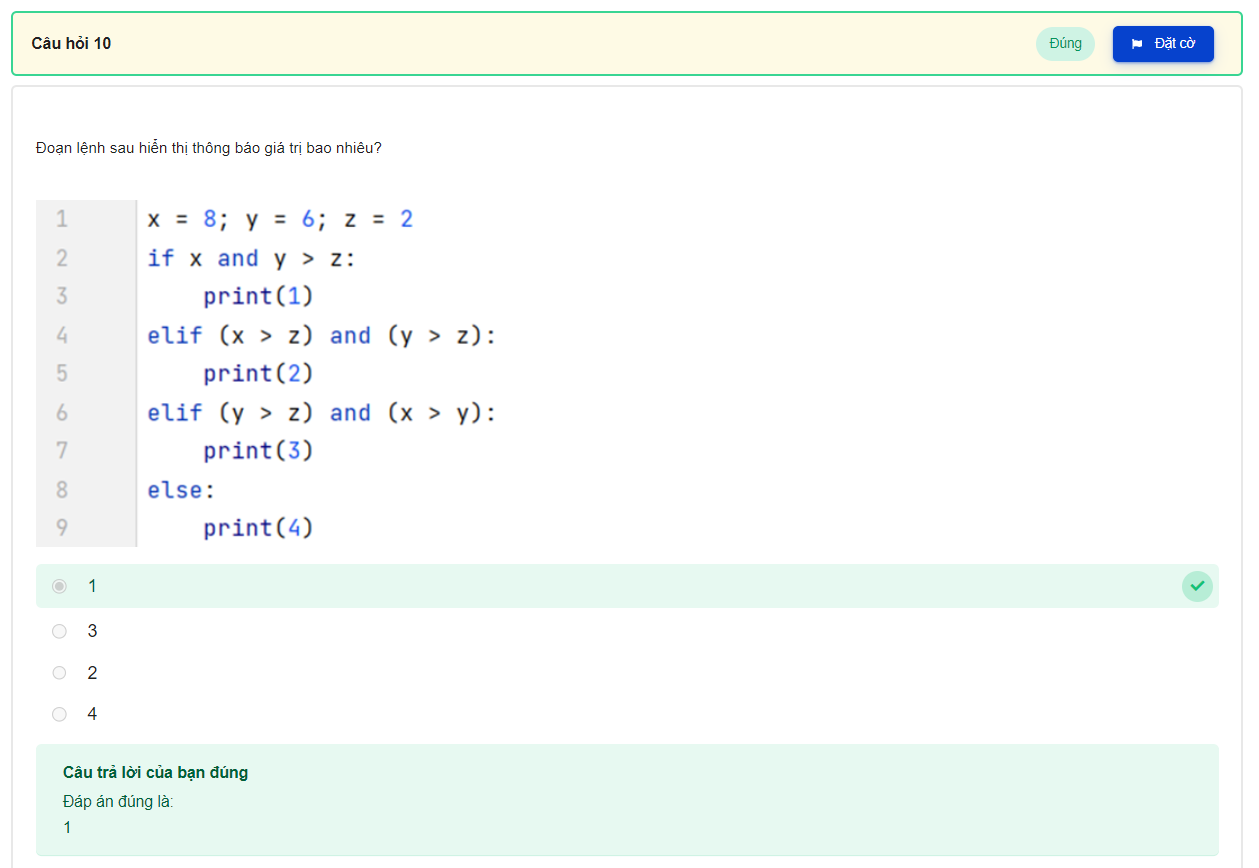 Câu hỏi 10
Đúng
Đặt cờ
Đoạn lệnh sau hiển thị thông báo giá trị bao nhiêu?
1 x = 8; y = 6; z = 2
2 if x and y > z:
3     print(1)
4 elif (x > z) and (y > z):
5     print(2)
6 elif (y > z) and (x > y):
7     print(3)
8 else:
9     print(4)
1
3
2
4
Câu trả lời của bạn đúng
Đáp án đúng là:
1